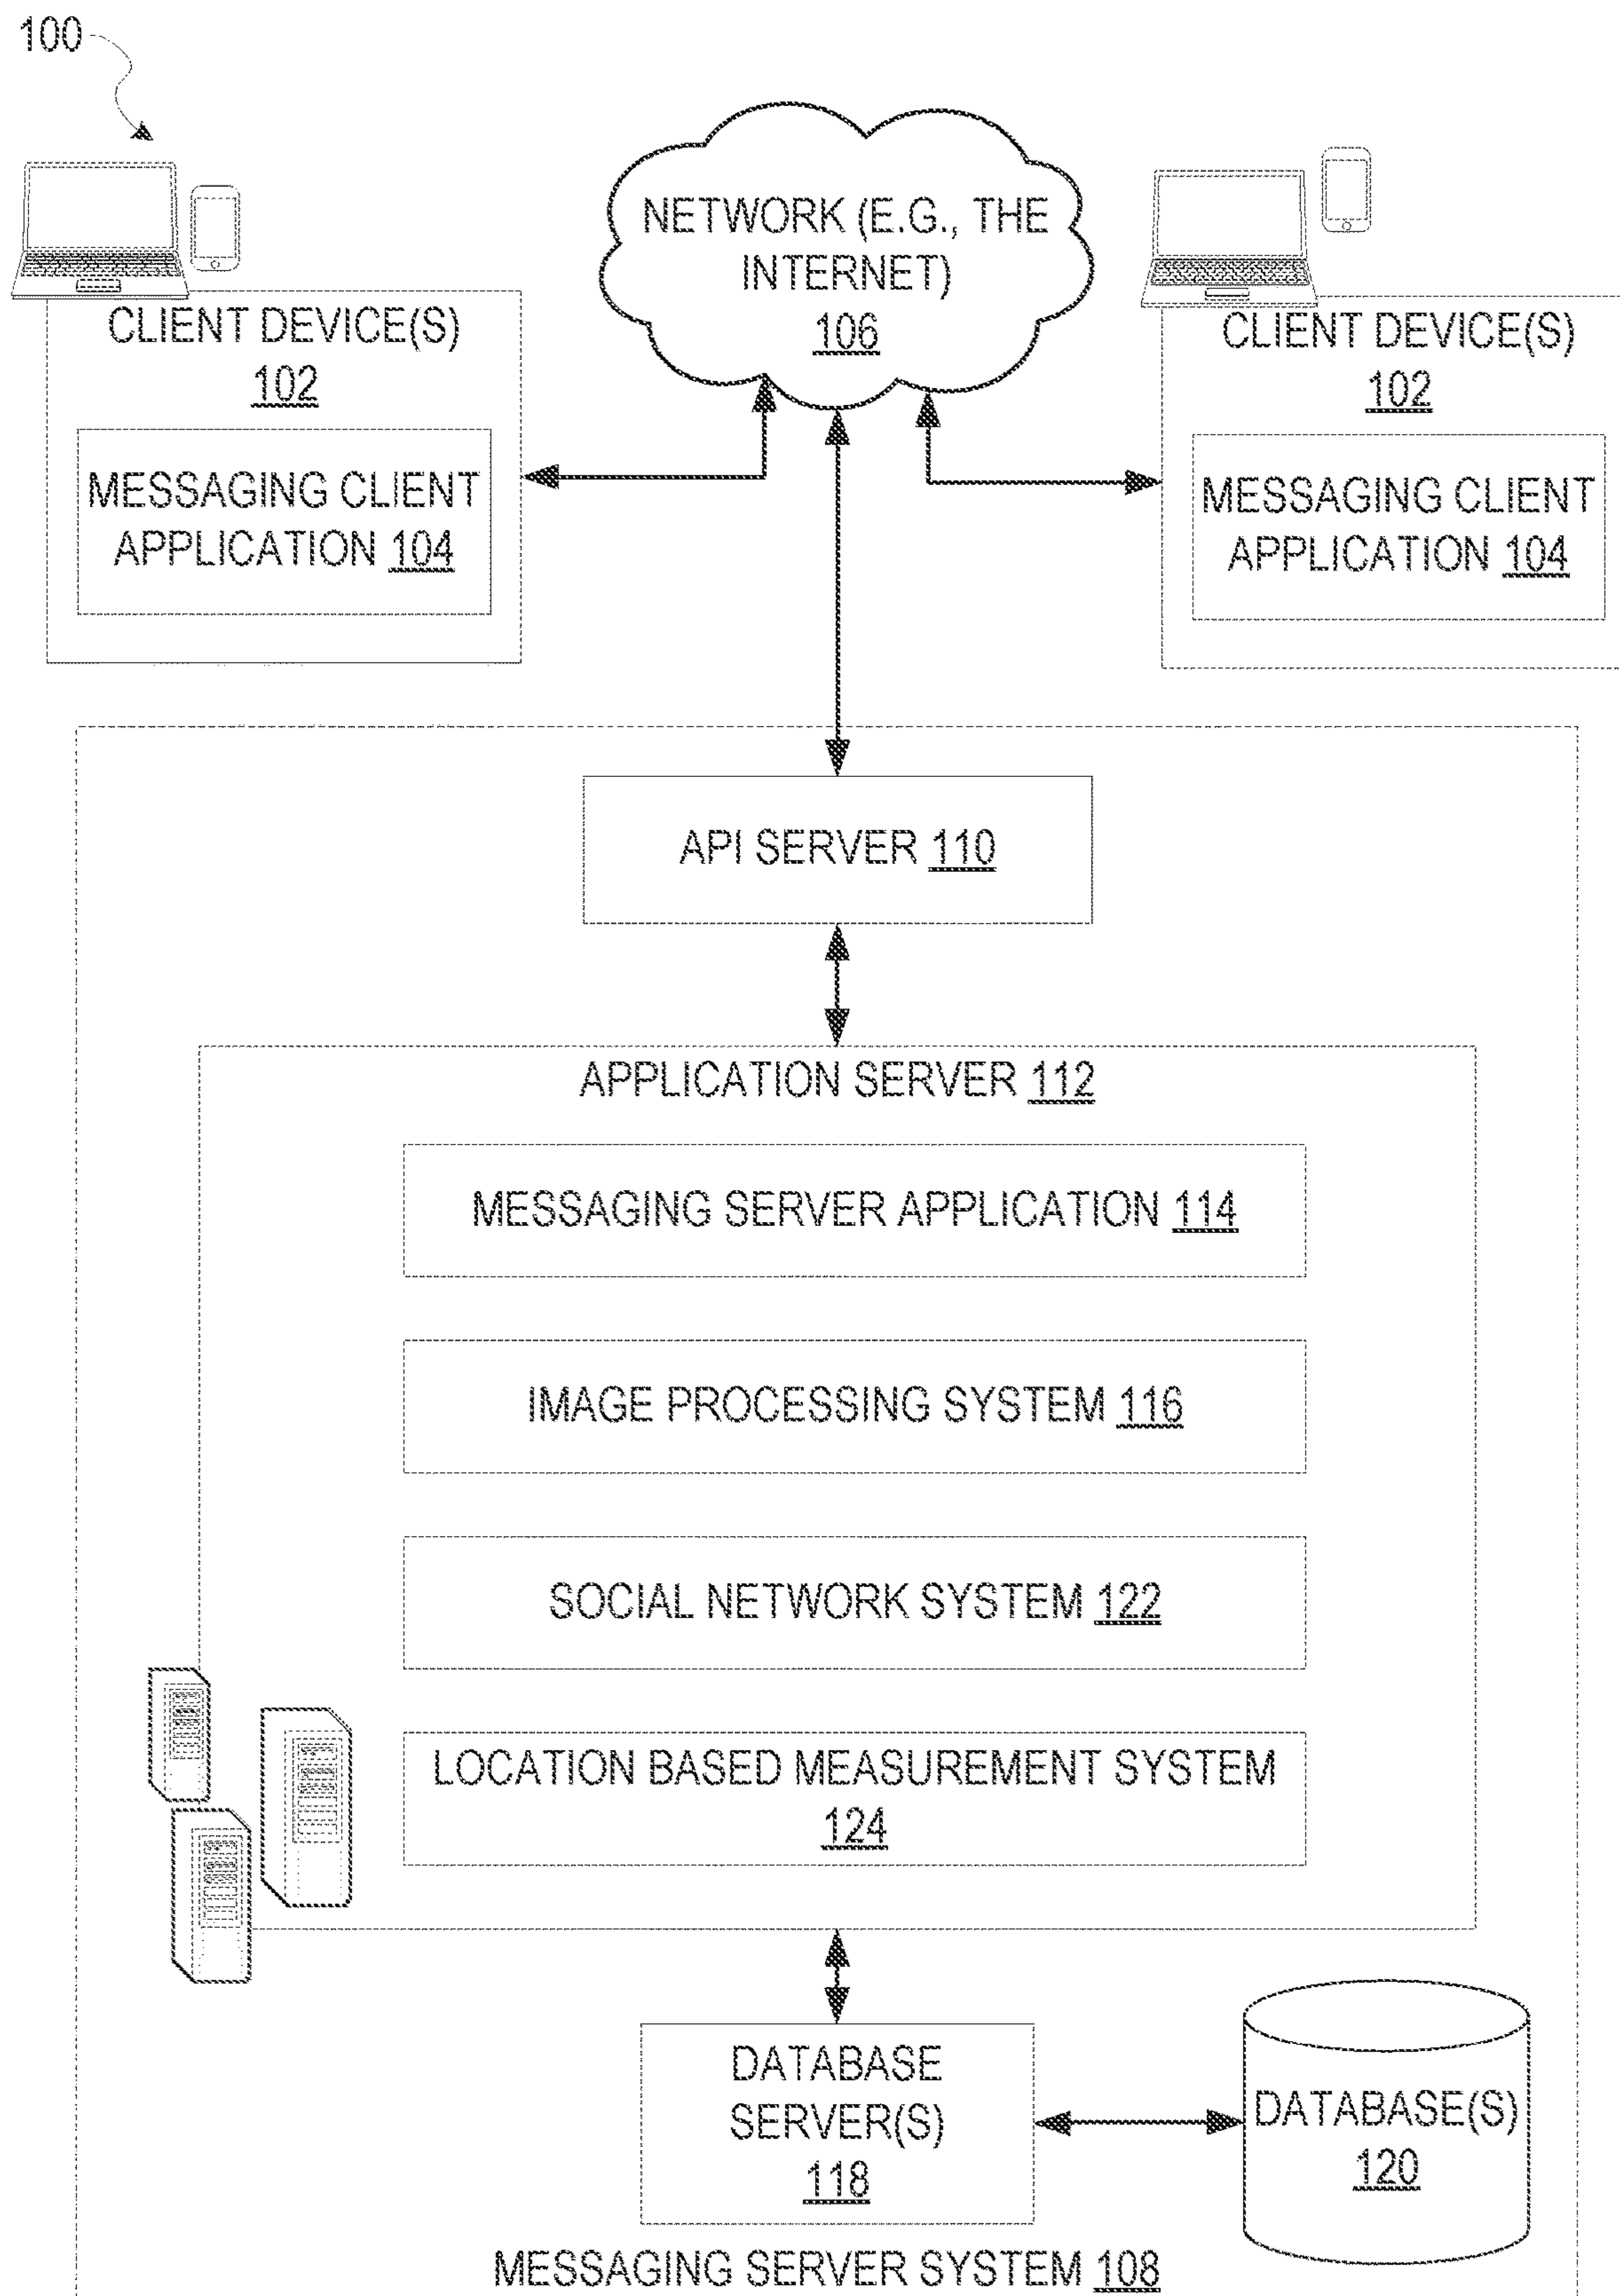 100
NETWORK (E.G., THE
INTERNET)
106
CLIENT DEVICE(S)
102
MESSAGING CLIENT
APPLICATION 104
CLIENT DEVICE(S)
102
MESSAGING CLIENT
APPLICATION 104
API SERVER 110
APPLICATION SERVER 112
MESSAGING SERVER APPLICATION 114
IMAGE PROCESSING SYSTEM 116
SOCIAL NETWORK SYSTEM 122
LOCATION BASED MEASUREMENT SYSTEM
124
DATABASE
SERVER(S)
118
DATABASE(S)
120
MESSAGING SERVER SYSTEM 108